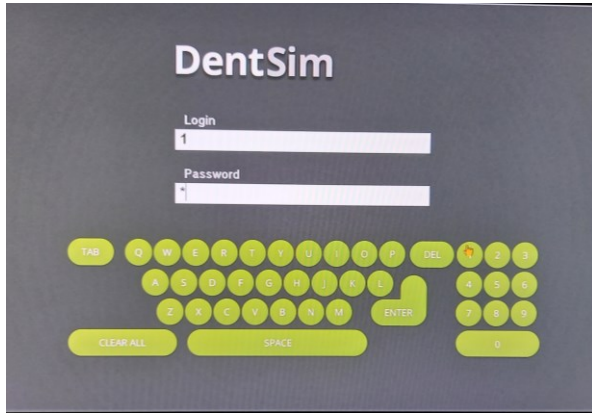 DentSim
Login
1
Password
*
TAB Q W E R T Y U I O P DEL 2 3
A S D F G H J K L 4 5 6
Z X C V B N M ENTER 7 8 9
CLEAR ALL SPACE 0